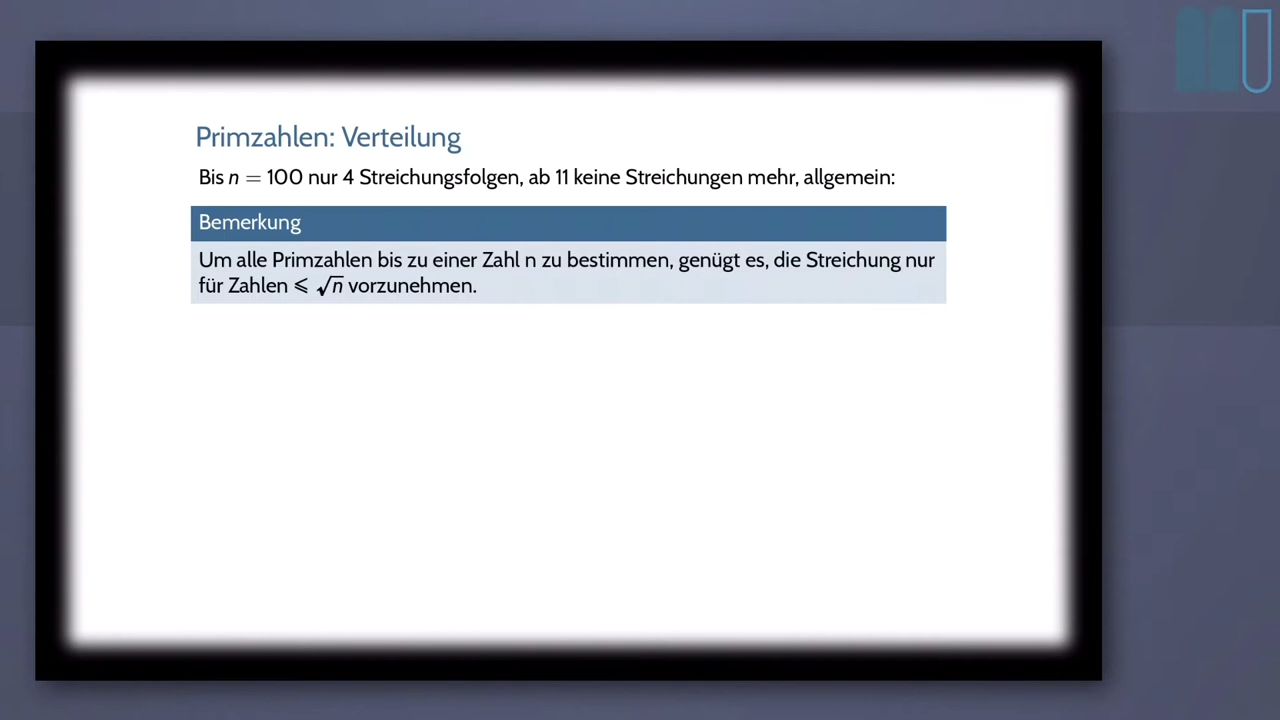 Primzahlen: Verteilung
Bis n = 100 nur 4 Streichungsfolgen, ab 11 keine Streichungen mehr, allgemein:
Bemerkung
Um alle Primzahlen bis zu einer Zahl n zu bestimmen, genügt es, die Streichung nur
für Zahlen ⩽ √n vorzunehmen.